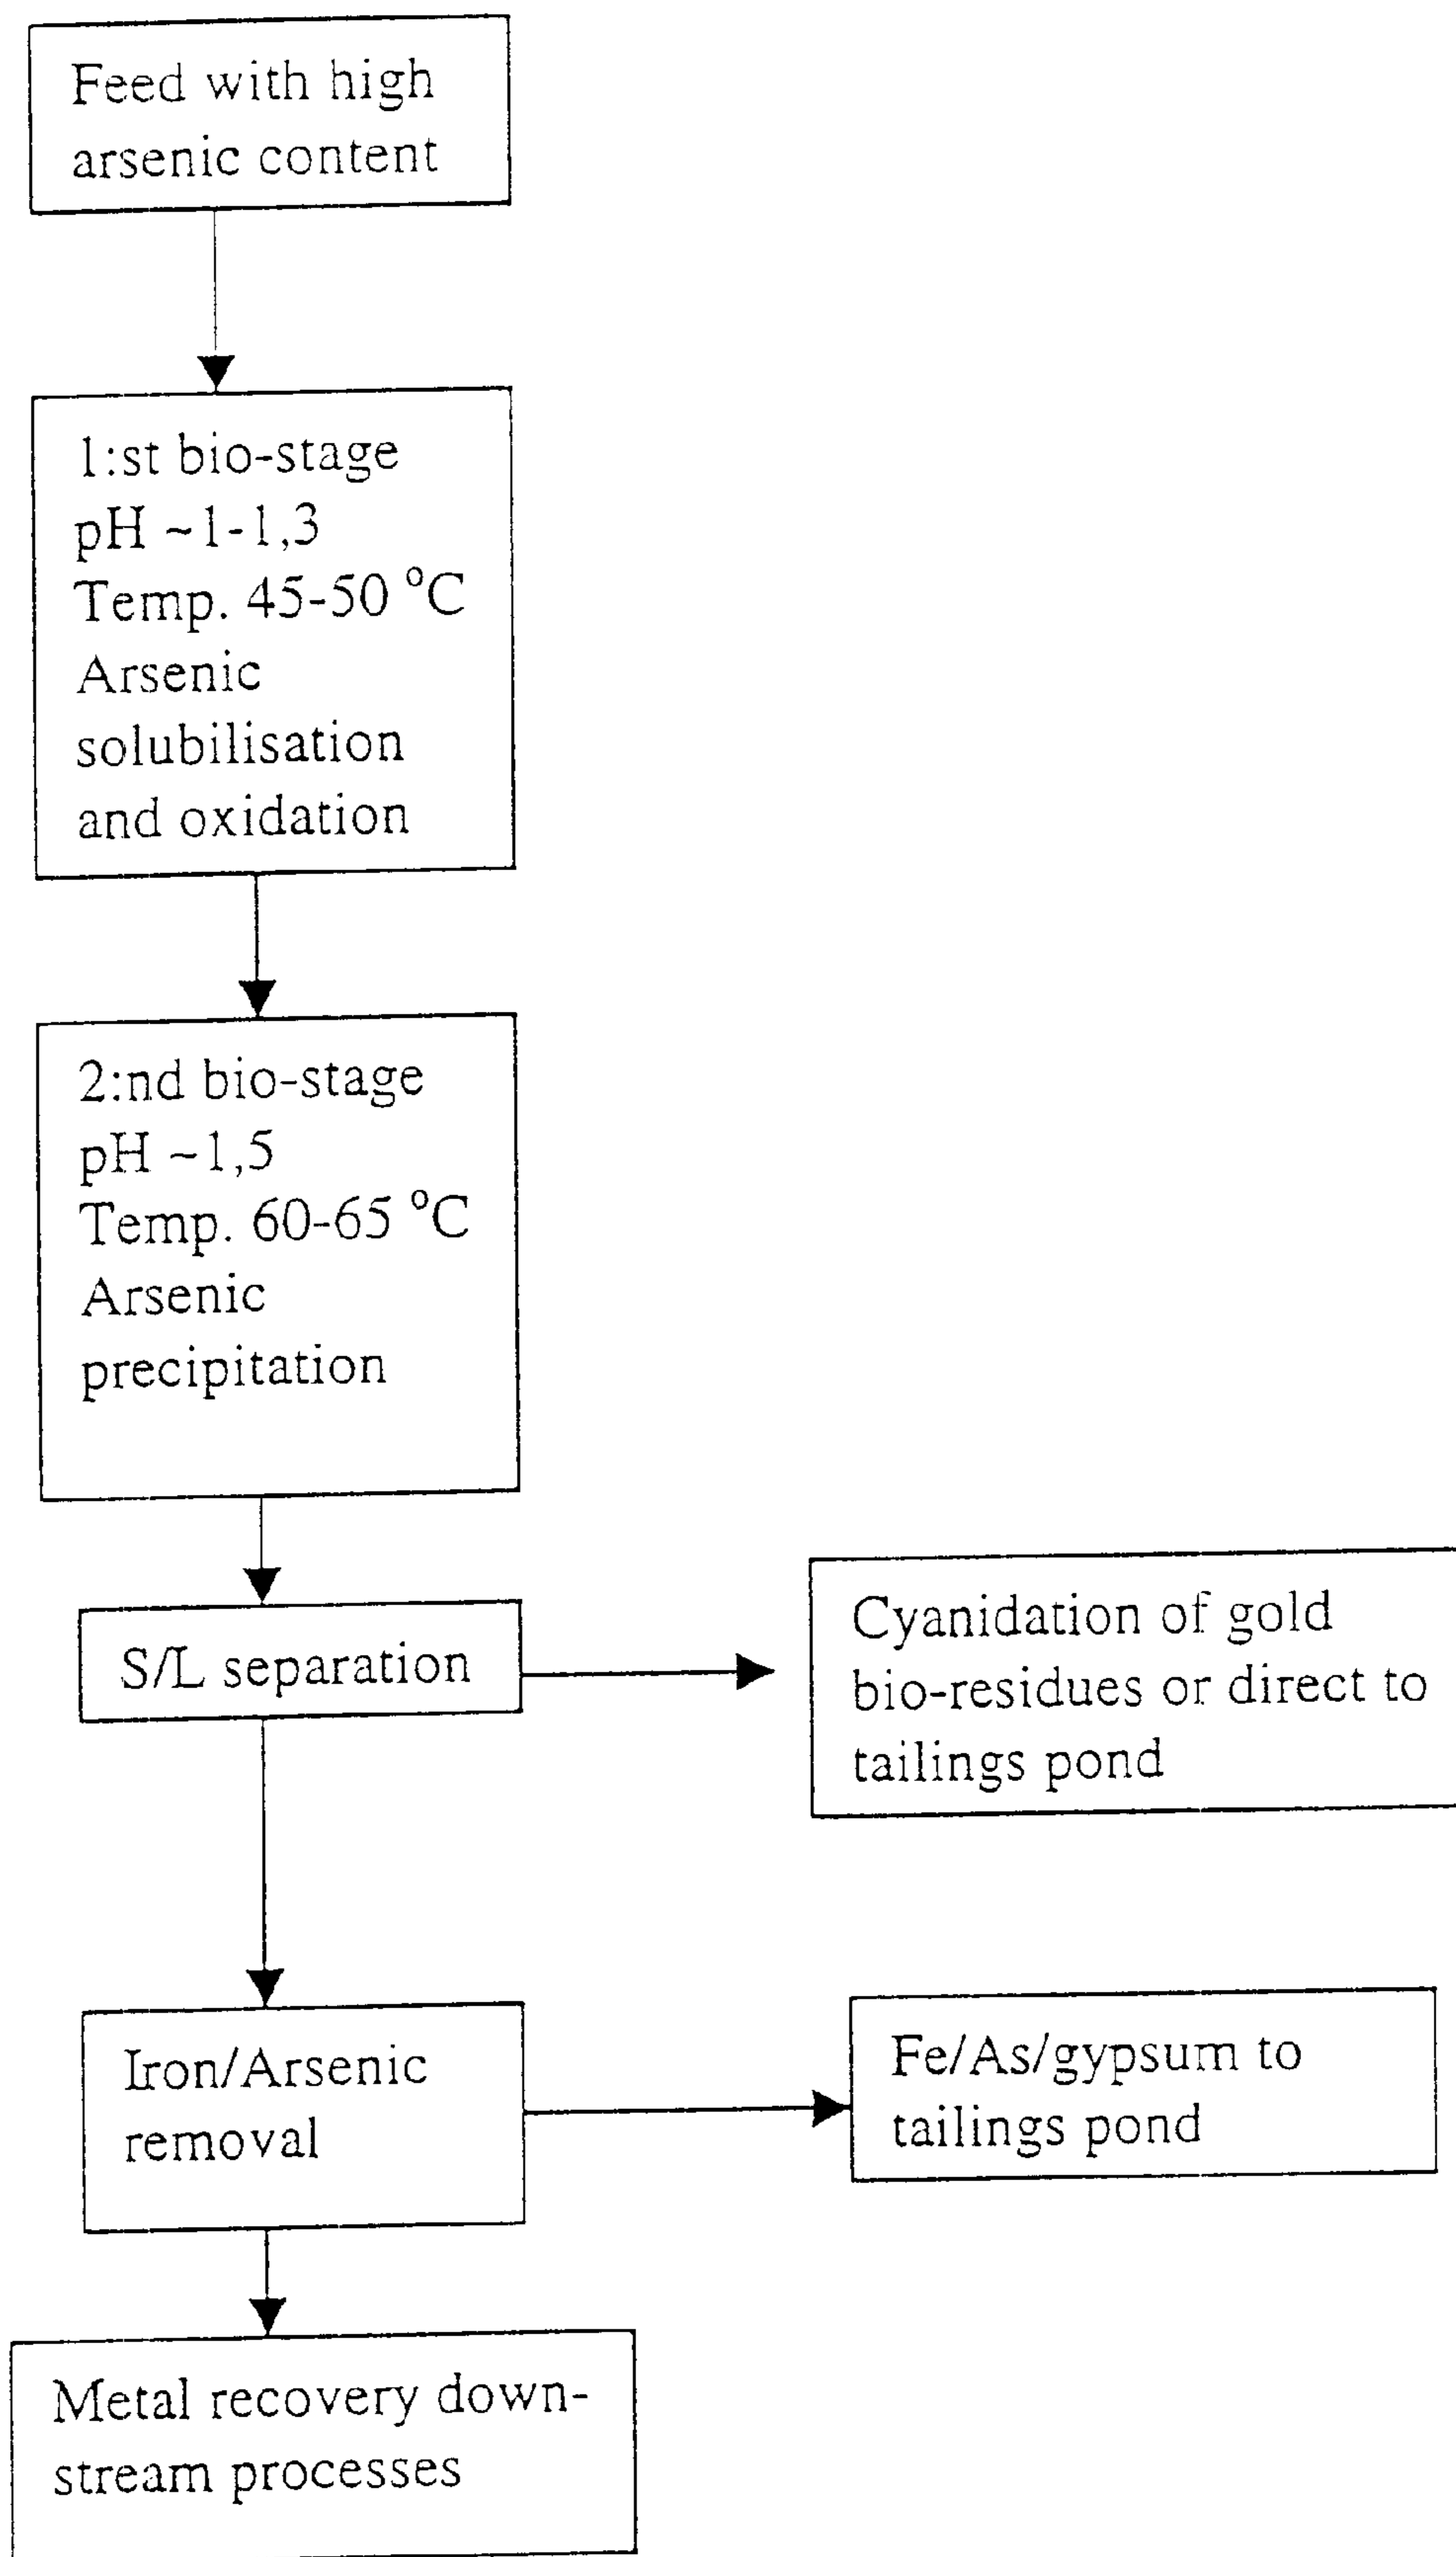 Feed with high
arsenic content
1:st bio-stage
pH ~1-1,3
Temp. 45-50 °C
Arsenic
solubilisation
and oxidation
2:nd bio-stage
pH ~1,5
Temp. 60-65 °C
Arsenic
precipitation
S/L separation
Cyanidation of gold
bio-residues or direct to
tailings pond
Iron/Arsenic
removal
Fe/As/gypsum to
tailings pond
Metal recovery down-
stream processes